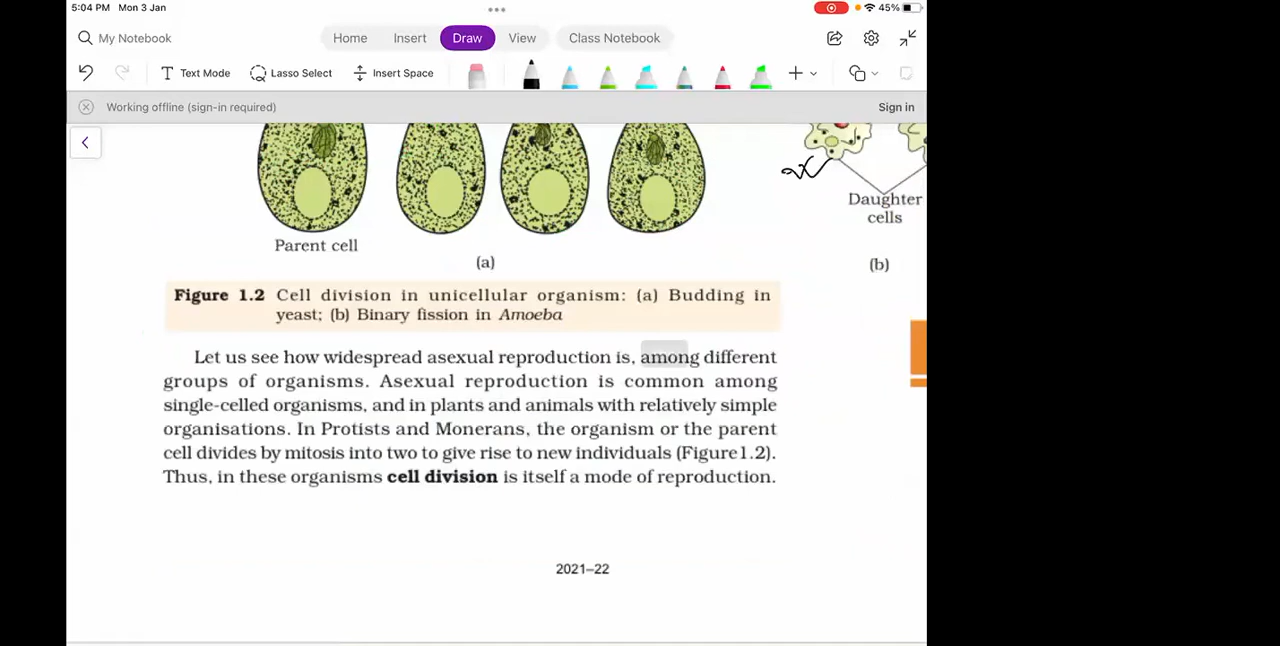 5:04 PM Mon 3 Jan
45%
My Notebook
Home Insert Draw View Class Notebook
Text Mode Lasso Select Insert Space
Working offline (sign-in required) Sign in
Daughter
cells
Parent cell
(a)
(b)
Figure 1.2 Cell division in unicellular organism: (a) Budding in
yeast; (b) Binary fission in Amoeba
Let us see how widespread asexual reproduction is, among different
groups of organisms. Asexual reproduction is common among
single-celled organisms, and in plants and animals with relatively simple
organisations. In Protists and Monerans, the organism or the parent
cell divides by mitosis into two to give rise to new individuals (Figure1.2).
Thus, in these organisms cell division is itself a mode of reproduction.
2021–22